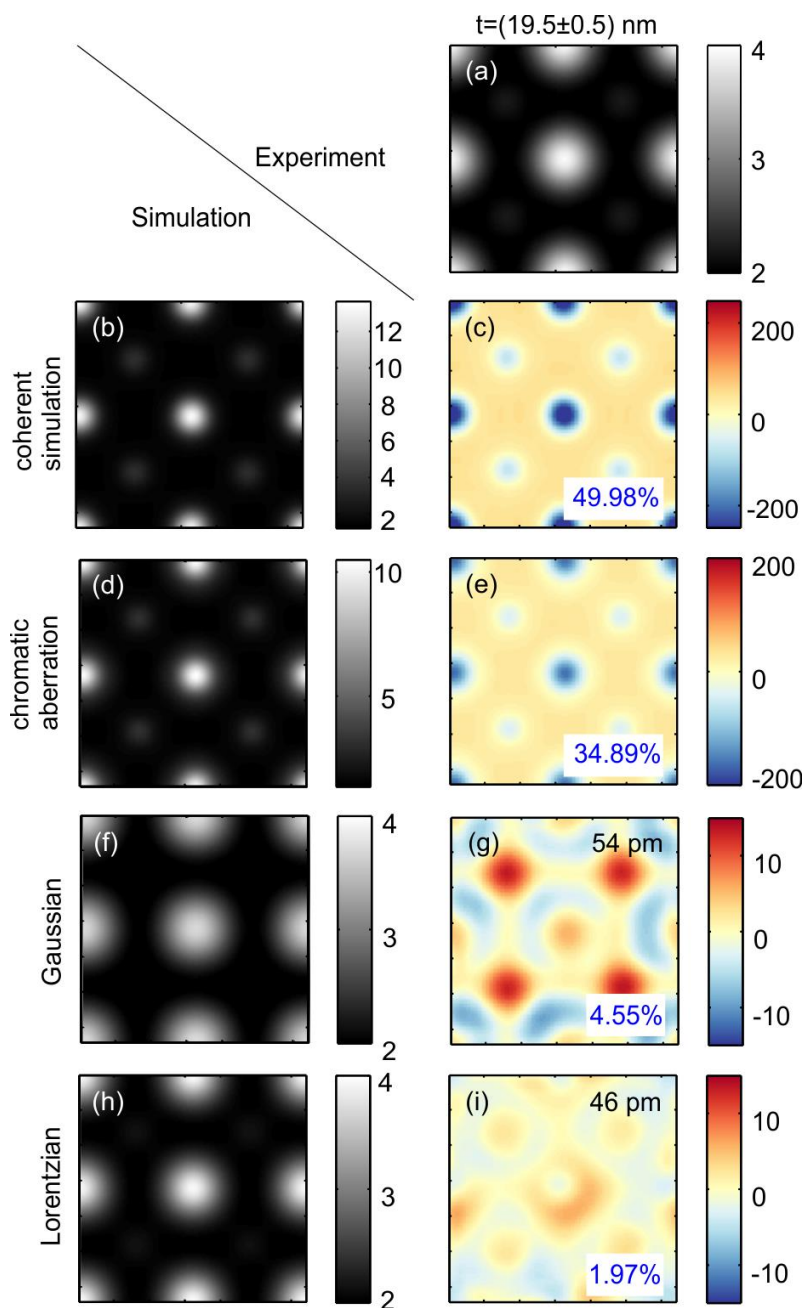 t=(19.5±0.5) nm
(a)
4
3
2
Experiment
Simulation
coherent
simulation
(b)
12
10
8
6
4
2
(c)
49.98%
200
0
-200
chromatic
aberration
(d)
10
5
(e)
34.89%
200
0
-200
Gaussian
(f)
4
3
2
(g)
54 pm
4.55%
10
0
-10
Lorentzian
(h)
4
3
2
(i)
46 pm
1.97%
10
0
-10